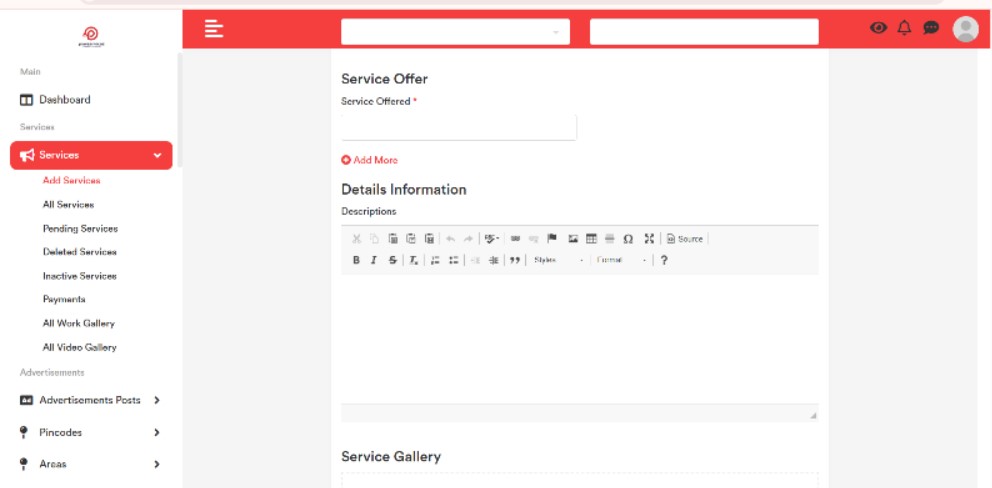 Main
Dashboard
Services
Services
Add Services
All Services
Pending Services
Deleted Services
Inactive Services
Payments
All Work Gallery
All Video Gallery
Advertisements
Ad Advertisements Posts
Pincodes
Areas
Service Offer
Service Offered *
Add More
Details Information
Descriptions
Source
B I S Tx Styles Format ?
Service Gallery